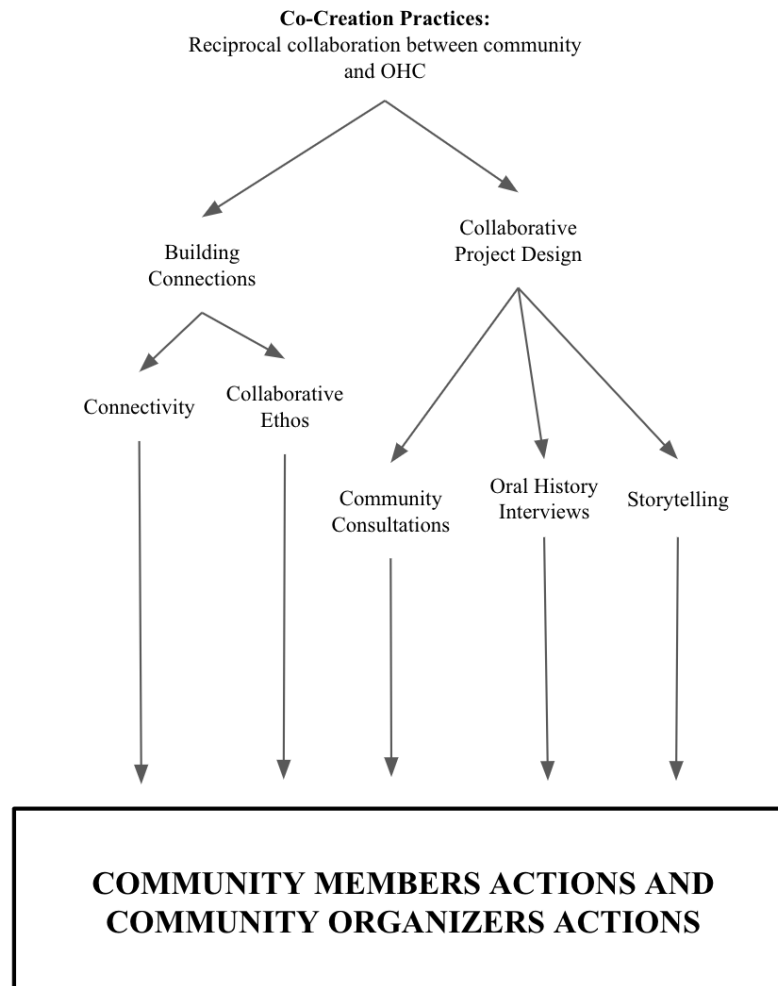 Co-Creation Practices:
Reciprocal collaboration between community
and OHC
Building
Connections
Collaborative
Project Design
Connectivity
Collaborative
Ethos
Community
Consultations
Oral History
Interviews
Storytelling
COMMUNITY MEMBERS ACTIONS AND
COMMUNITY ORGANIZERS ACTIONS